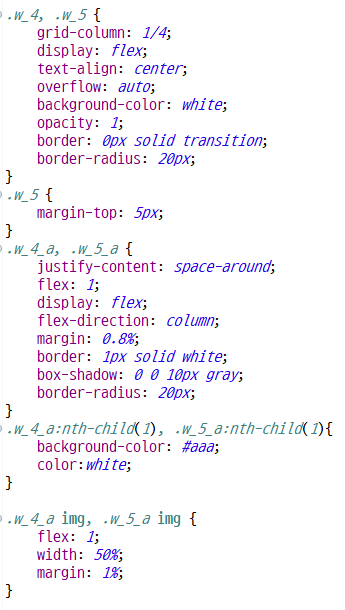 .w_4, .w_5 {
grid-column: 1/4;
display: flex;
text-align: center;
overflow: auto;
background-color: white;
opacity: 1;
border: 0px solid transition;
border-radius: 20px;
}
.w_5 {
margin-top: 5px;
}
.w_4_a, .w_5_a {
justify-content: space-around;
flex: 1;
display: flex;
flex-direction: column;
margin: 0.8%;
border: 1px solid white;
box-shadow: 0 0 10px gray;
border-radius: 20px;
}
.w_4_a:nth-child(1), .w_5_a:nth-child(1){
background-color: #aaa;
color:white;
}
.w_4_a img, .w_5_a img {
flex: 1;
width: 50%;
margin: 1%;
}